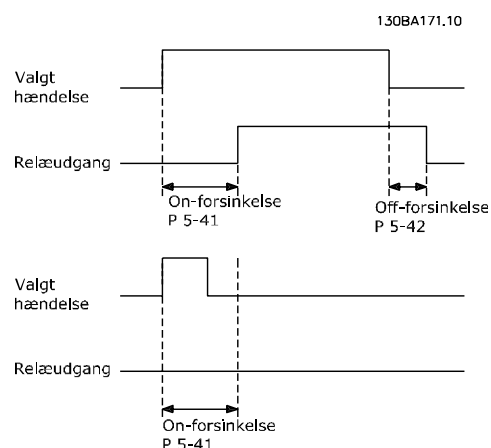 130BA171.10
Valgt
hændelse
Relæudgang
On-forsinkelse
P 5-41
Off-forsinkelse
P 5-42
Valgt
hændelse
Relæudgang
On-forsinkelse
P 5-41